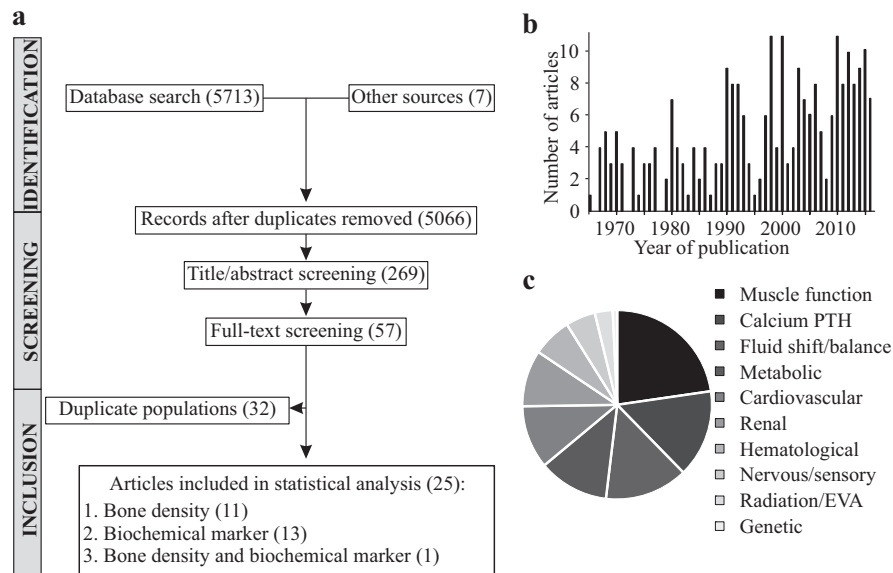 a
IDENTIFICATION
Database search (5713)
Other sources (7)
Records after duplicates removed (5066)
SCREENING
Title/abstract screening (269)
Full-text screening (57)
INCLUSION
Duplicate populations (32)
Articles included in statistical analysis (25):
1. Bone density (11)
2. Biochemical marker (13)
3. Bone density and biochemical marker (1)
b
Number of articles
10
8
6
4
2
0
1970 1980 1990 2000 2010
Year of publication
c
Muscle function
Calcium PTH
Fluid shift/balance
Metabolic
Cardiovascular
Renal
Hematological
Nervous/sensory
Radiation/EVA
Genetic